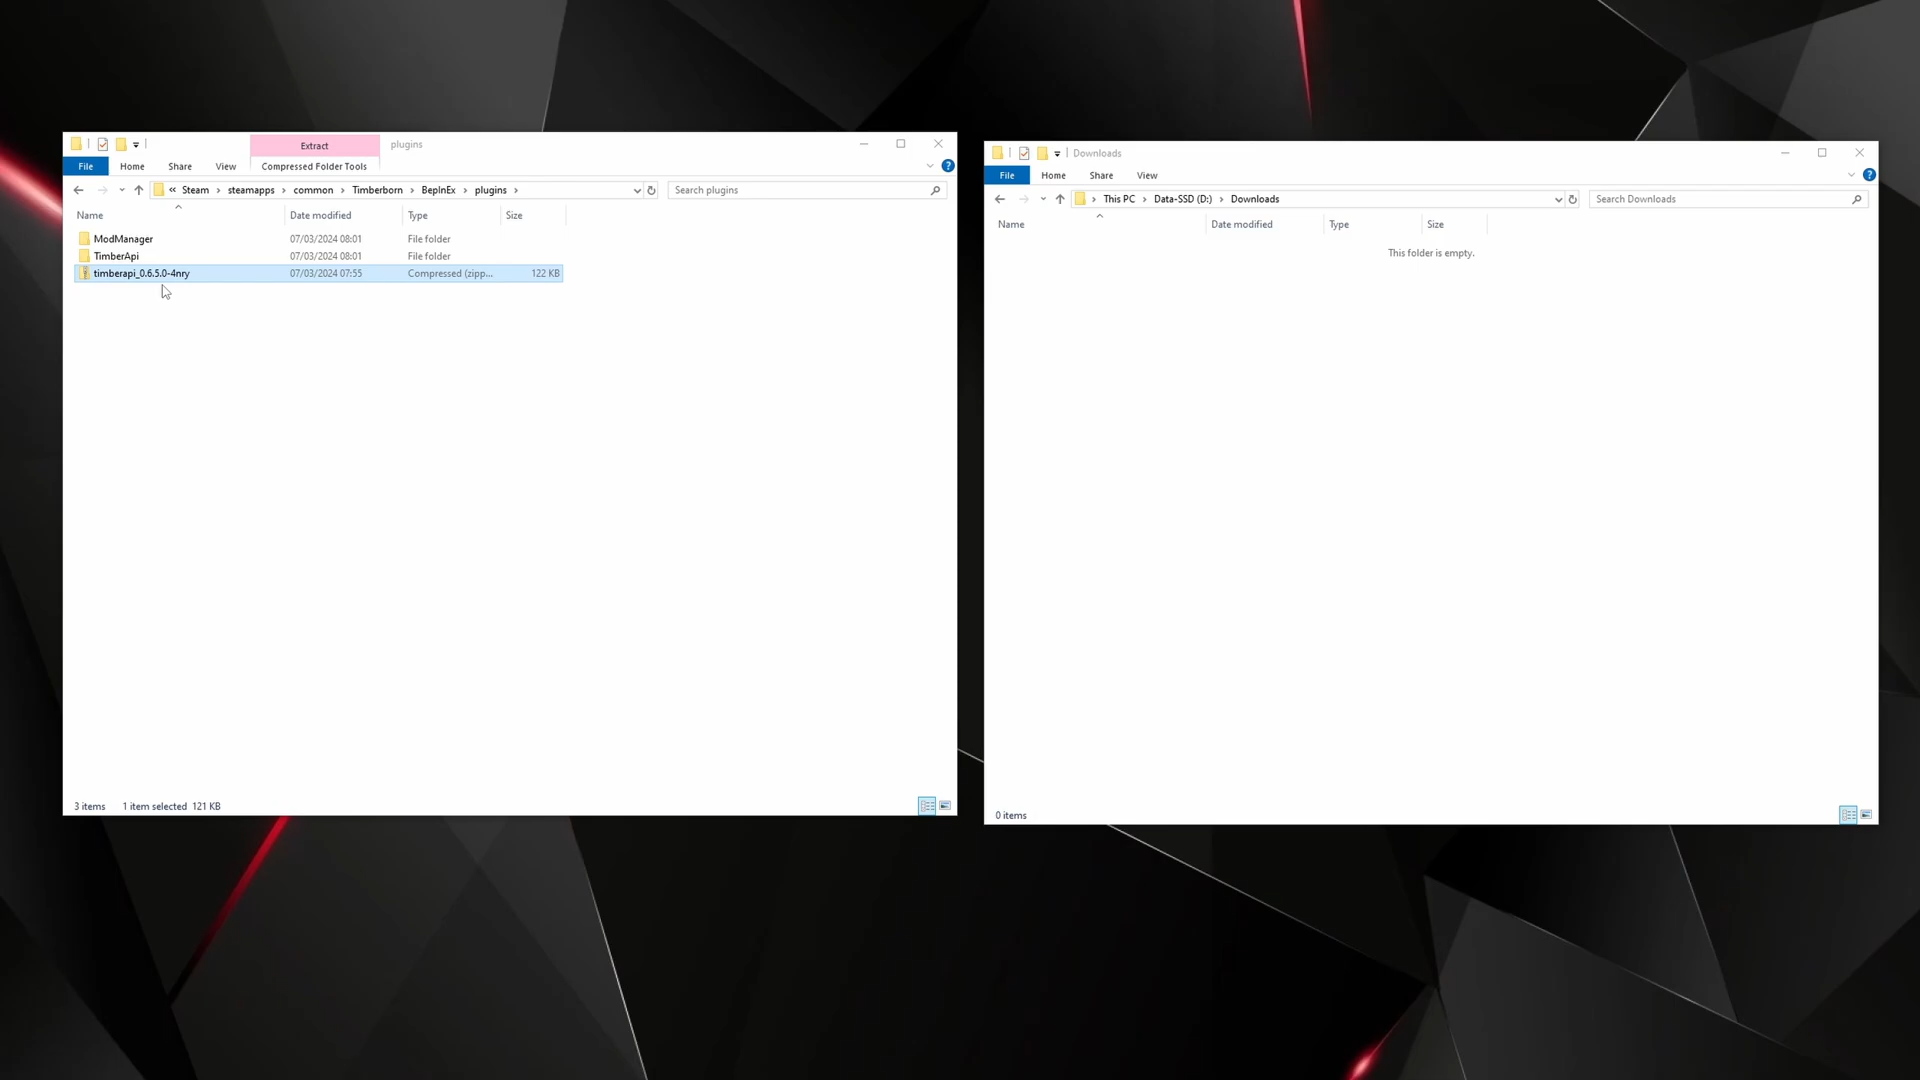 Extract
plugins
File
Home
Share
View
Compressed Folder Tools
?
« Steam > steamapps > common > Timberborn > BepInEx > plugins >
Search plugins
Name
Date modified
Type
Size
ModManager
07/03/2024 08:01
File folder
TimberApi
07/03/2024 08:01
File folder
timberapi_0.6.5.0-4nry
07/03/2024 07:55
Compressed (zipp...
122 KB
3 items
1 item selected 121 KB
Downloads
File
Home
Share
View
?
> This PC > Data-SSD (D:) > Downloads
Search Downloads
Name
Date modified
Type
Size
This folder is empty.
0 items